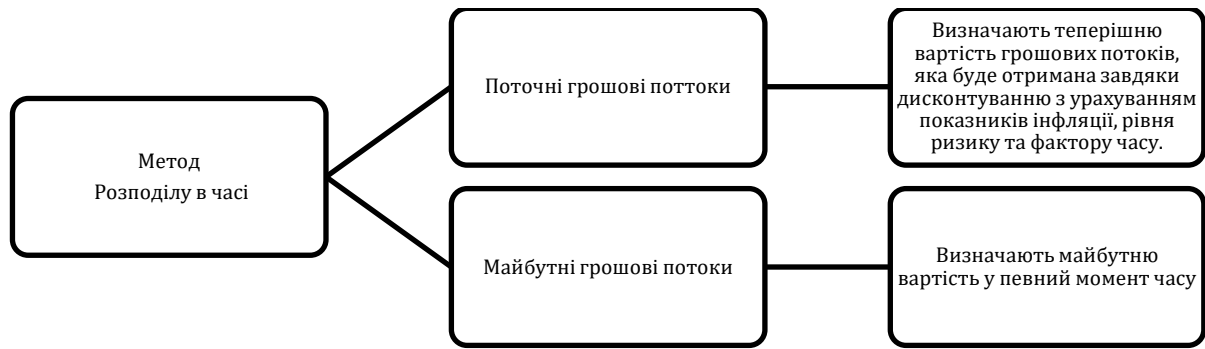 Метод
Розподілу в часі
Поточні грошові поттоки
Визначають теперішню
вартість грошових потоків,
яка буде отримана завдяки
дисконтуванню з урахуванням
показників інфляції, рівня
ризику та фактору часу.
Майбутні грошові потоки
Визначають майбутню
вартість у певний момент часу